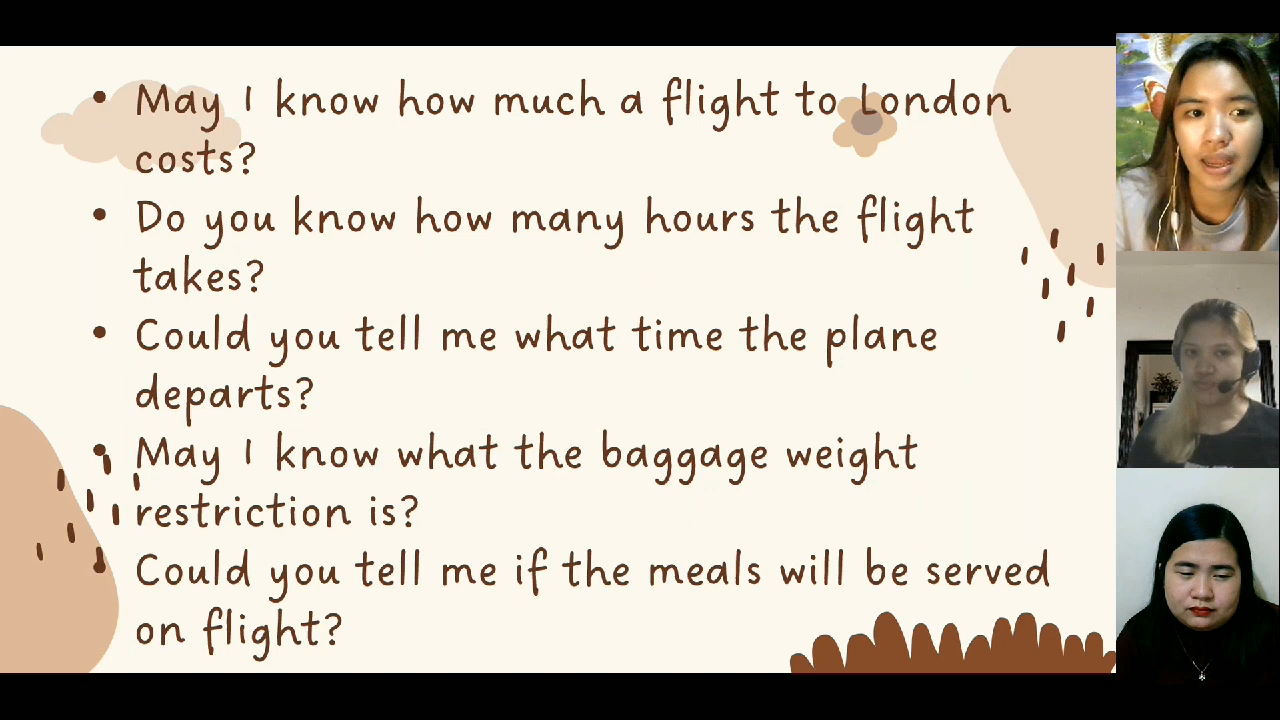 • May I know how much a flight to London
costs?
• Do you know how many hours the flight
takes?
• Could you tell me what time the plane
departs?
• May I know what the baggage weight
restriction is?
• Could you tell me if the meals will be served
on flight?